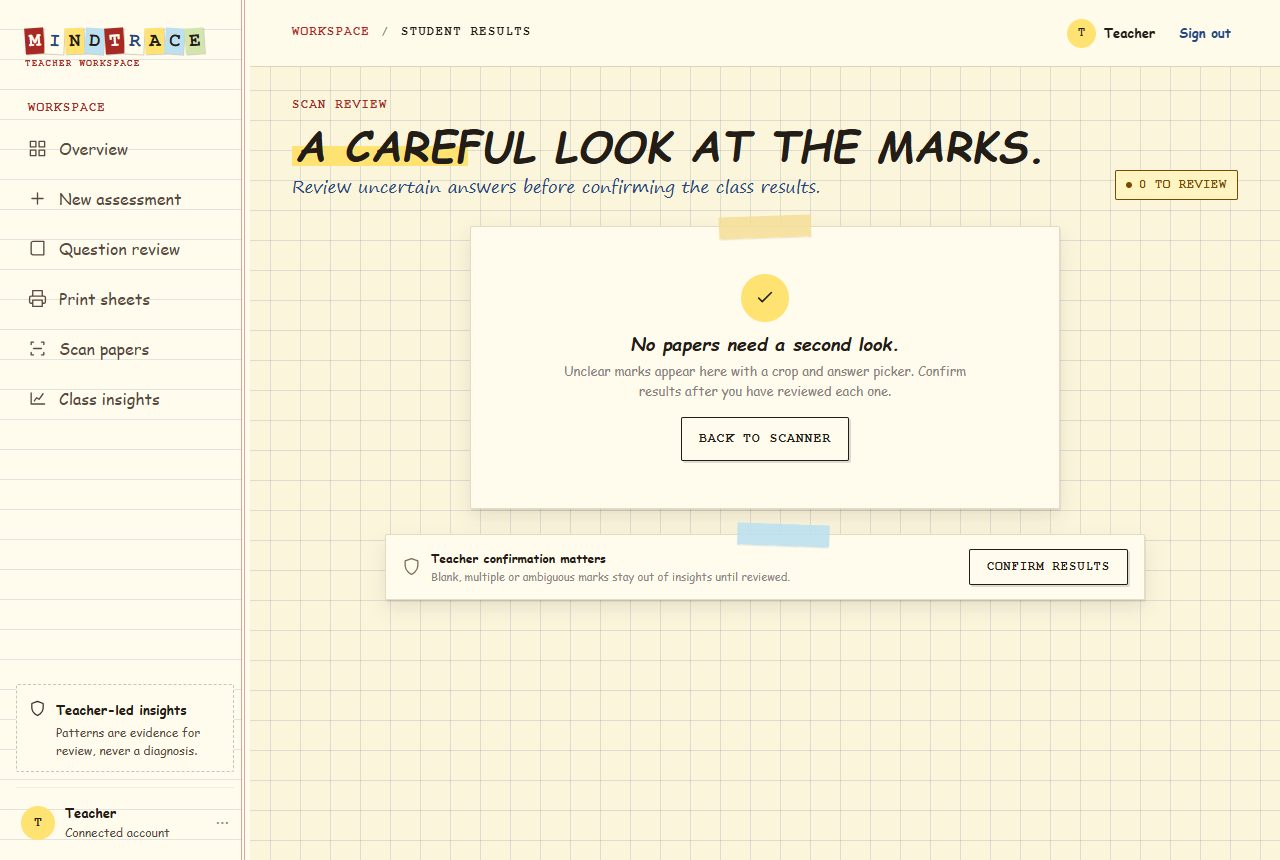 MINDTRACE
TEACHER WORKSPACE
WORKSPACE
Overview
New assessment
Question review
Print sheets
Scan papers
Class insights
Teacher-led insights
Patterns are evidence for
review, never a diagnosis.
T
Teacher
Connected account
...
WORKSPACE / STUDENT RESULTS
T Teacher Sign out
SCAN REVIEW
A CAREFUL LOOK AT THE MARKS.
Review uncertain answers before confirming the class results.
0 TO REVIEW
No papers need a second look.
Unclear marks appear here with a crop and answer picker. Confirm
results after you have reviewed each one.
BACK TO SCANNER
Teacher confirmation matters
Blank, multiple or ambiguous marks stay out of insights until reviewed.
CONFIRM RESULTS